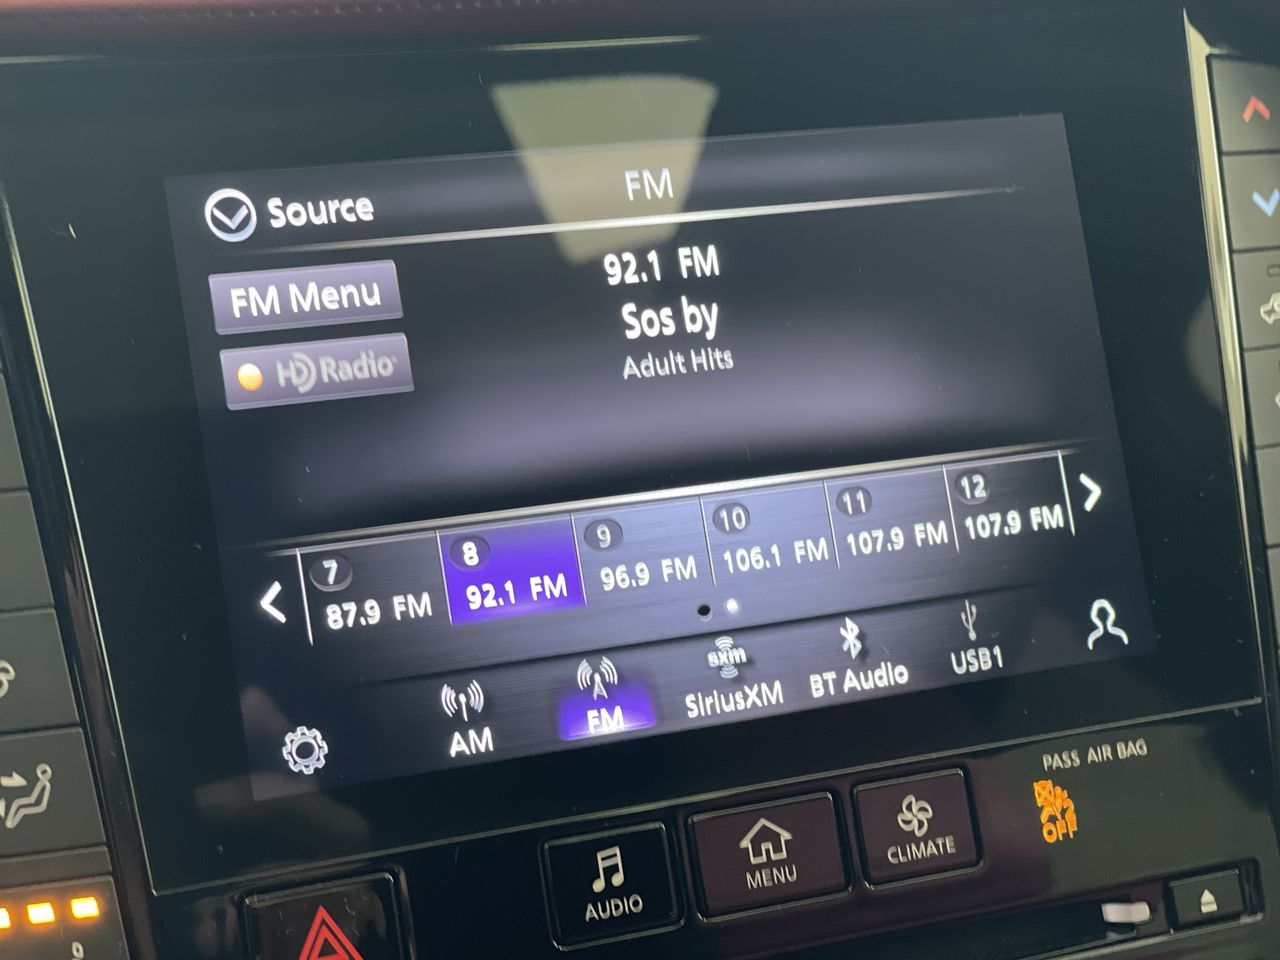 Source
FM
FM Menu
HD Radio
92.1 FM
Sos by
Adult Hits
7
87.9 FM
8
92.1 FM
9
96.9 FM
10
106.1 FM
11
107.9 FM
12
107.9 FM
AM
FM
sxm
SiriusXM
BT Audio
USB1
PASS AIR BAG
2
OFF
AUDIO
MENU
CLIMATE